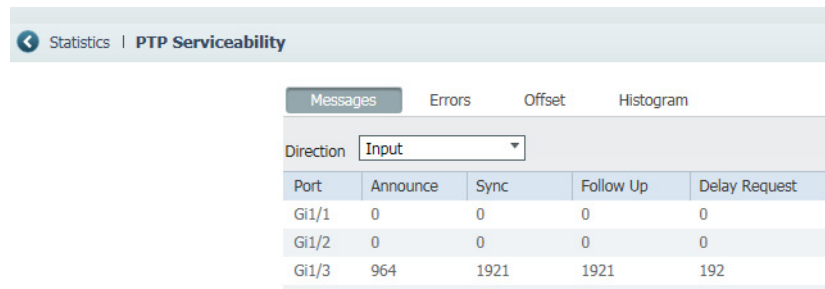 Statistics | PTP Serviceability
Messages Errors Offset Histogram
Direction Input
Port Announce Sync Follow Up Delay Request
Gi1/1 0 0 0 0
Gi1/2 0 0 0 0
Gi1/3 964 1921 1921 192